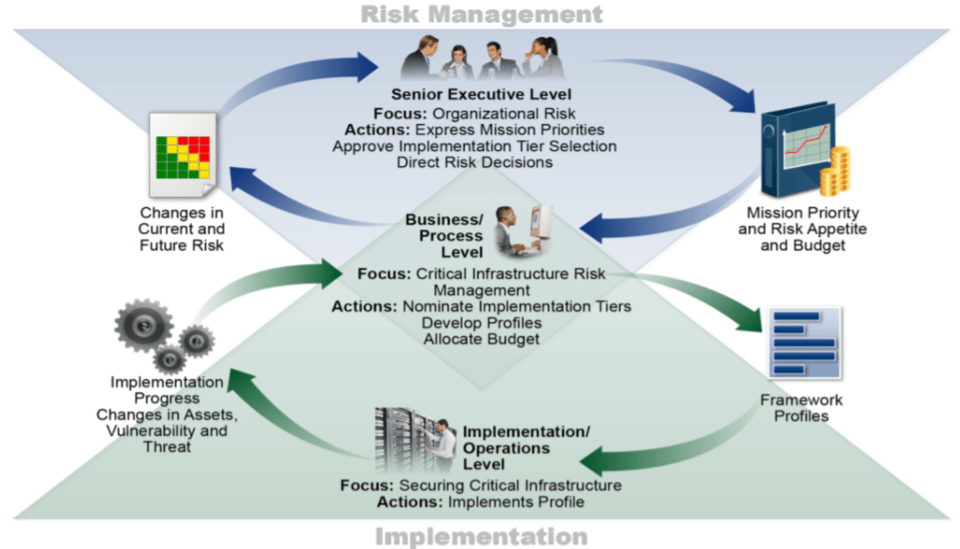 Risk Management
Senior Executive Level
Focus: Organizational Risk
Actions: Express Mission Priorities
Approve Implementation Tier Selection
Direct Risk Decisions
Changes in
Current and
Future Risk
Mission Priority
and Risk Appetite
and Budget
Business/
Process
Level
Focus: Critical Infrastructure Risk
Management
Actions: Nominate Implementation Tiers
Develop Profiles
Allocate Budget
Implementation
Progress
Changes in Assets,
Vulnerability and
Threat
Framework
Profiles
Implementation/
Operations
Level
Focus: Securing Critical Infrastructure
Actions: Implements Profile
Implementation